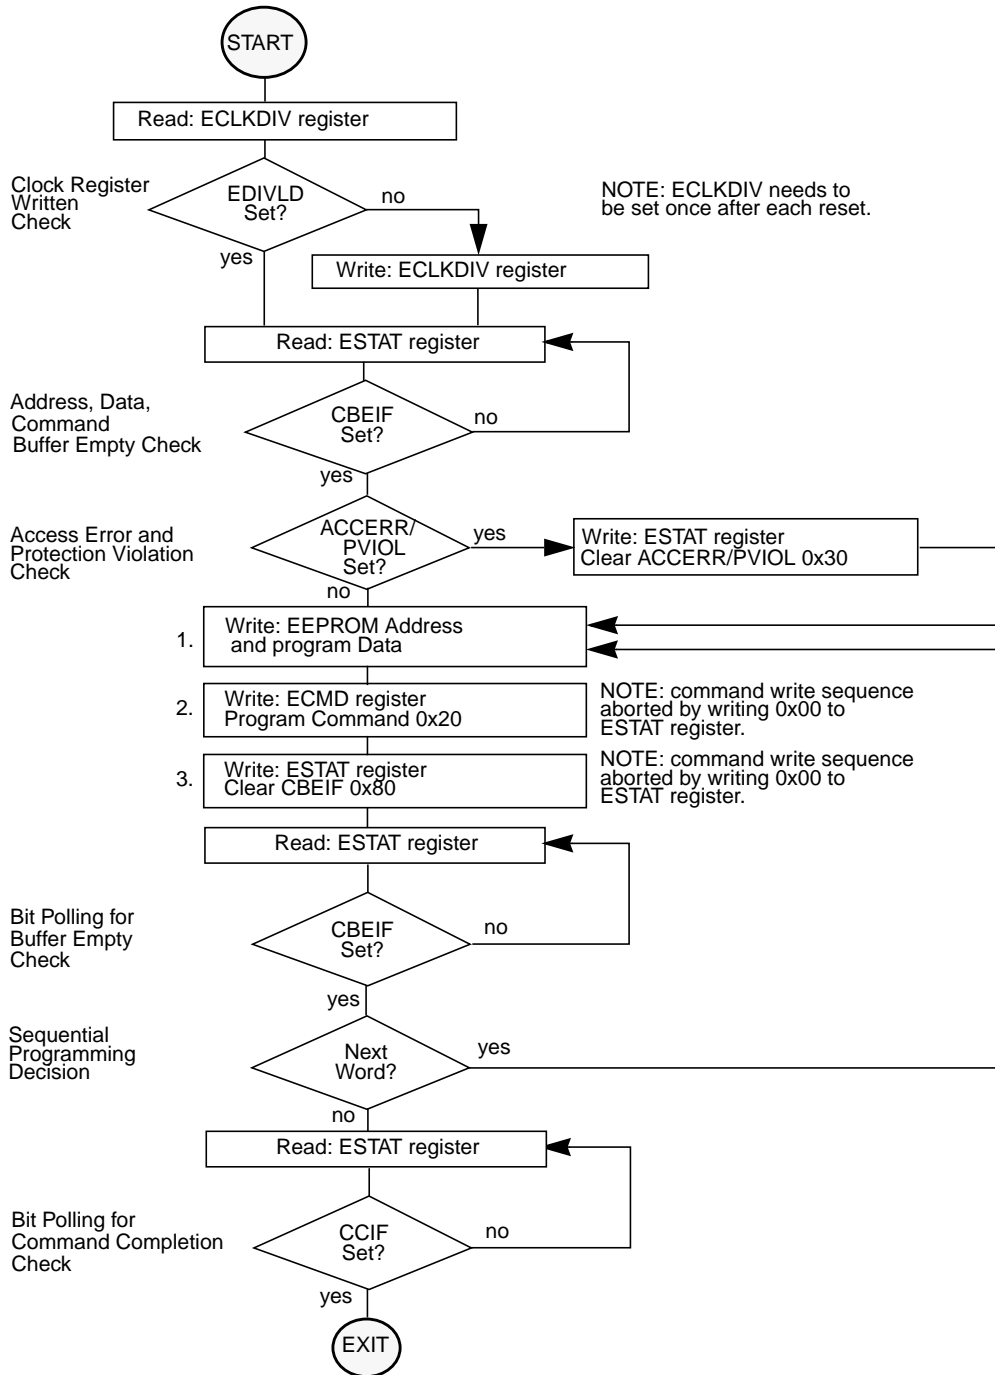 START
Read: ECLKDIV register
Clock Register
Written
Check
EDIVLD
Set?
no
yes
NOTE: ECLKDIV needs to
be set once after each reset.
Write: ECLKDIV register
Read: ESTAT register
Address, Data,
Command
Buffer Empty Check
CBEIF
Set?
no
yes
Access Error and
Protection Violation
Check
ACCERR/
PVIOL
Set?
yes
no
Write: ESTAT register
Clear ACCERR/PVIOL 0x30
1.
Write: EEPROM Address
and program Data
2.
Write: ECMD register
Program Command 0x20
NOTE: command write sequence
aborted by writing 0x00 to
ESTAT register.
3.
Write: ESTAT register
Clear CBEIF 0x80
NOTE: command write sequence
aborted by writing 0x00 to
ESTAT register.
Read: ESTAT register
Bit Polling for
Buffer Empty
Check
CBEIF
Set?
no
yes
Sequential
Programming
Decision
Next
Word?
yes
no
Read: ESTAT register
Bit Polling for
Command Completion
Check
CCIF
Set?
no
yes
EXIT